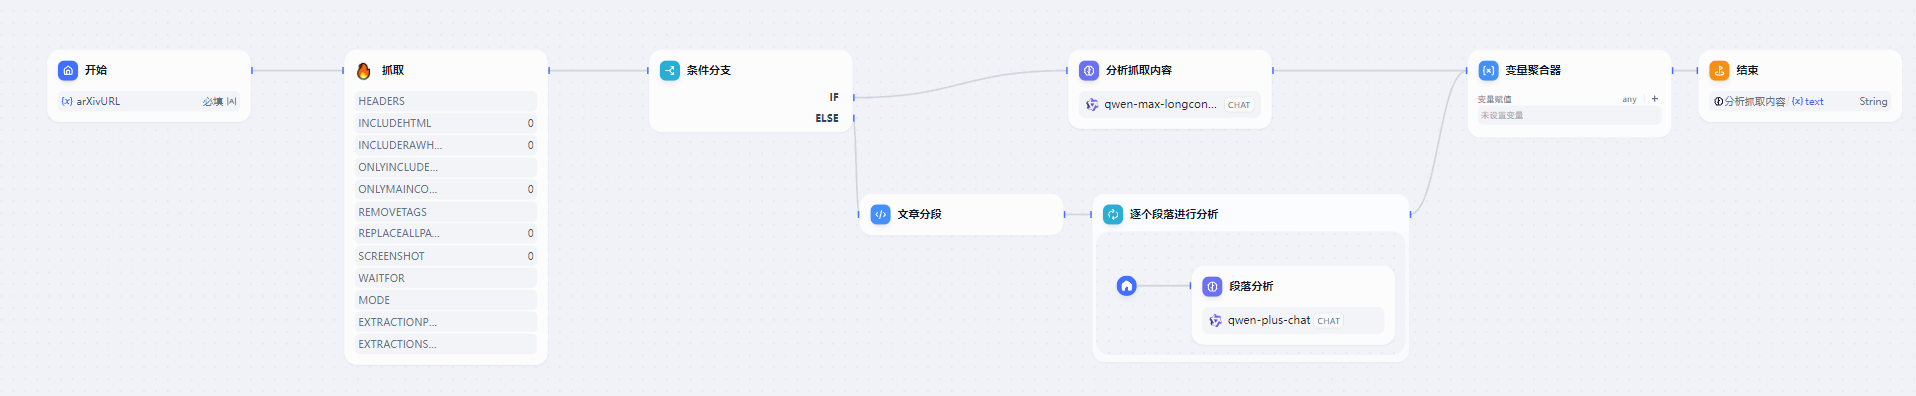 开始
arXivURL 必填
抓取
HEADERS
INCLUDEHTML 0
INCLUDERAWH... 0
ONLYINCLUDE...
ONLYMAINCO... 0
REMOVETAGS
REPLACEALLPA... 0
SCREENSHOT 0
WAITFOR
MODE
EXTRACTIONP...
EXTRACTIONS...
条件分支
IF
ELSE
分析抓取内容
qwen-max-longcon... CHAT
文章分段
逐个段落进行分析
段落分析
qwen-plus-chat CHAT
变量聚合器
变量赋值 any +
未设置变量
结束
分析抓取内容/{x} text String